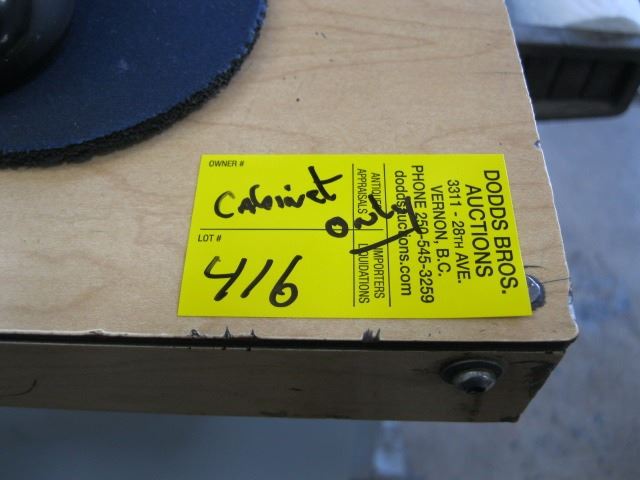 OWNER #
Cabinet
only
LOT #
416
DODDS BROS.
AUCTIONS
3311 - 28TH AVE.
VERNON, B.C.
PHONE 250-545-3259
doddsauctions.com
ANTIQUES IMPORTERS
APPRAISALS LIQUIDATIONS